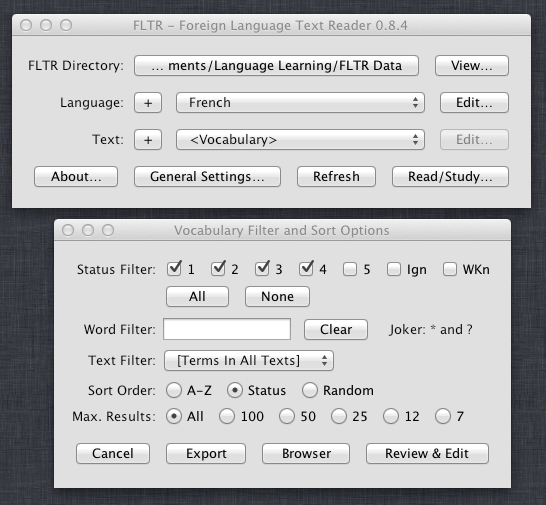 FLTR – Foreign Language Text Reader 0.8.4
FLTR Directory: ... ments/Language Learning/FLTR Data View...
Language: + French Edit...
Text: + <Vocabulary> Edit...
About... General Settings... Refresh Read/Study...
Vocabulary Filter and Sort Options
Status Filter: 1 2 3 4 5 Ign WKn
All None
Word Filter: Clear Joker: * and ?
Text Filter: [Terms In All Texts]
Sort Order: A-Z Status Random
Max. Results: All 100 50 25 12 7
Cancel Export Browser Review & Edit